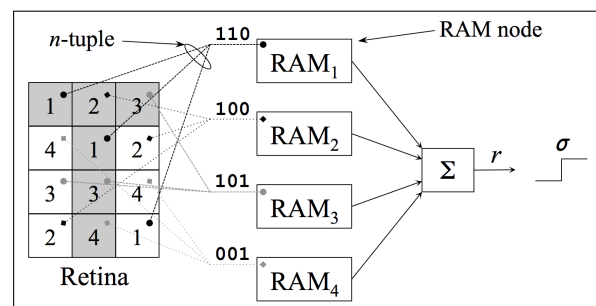 n-tuple
110
RAM node
RAM1
1 2 3
100
RAM2
4 1 2
Σ
r
σ
3 3 4
101
RAM3
2 4 1
001
RAM4
Retina